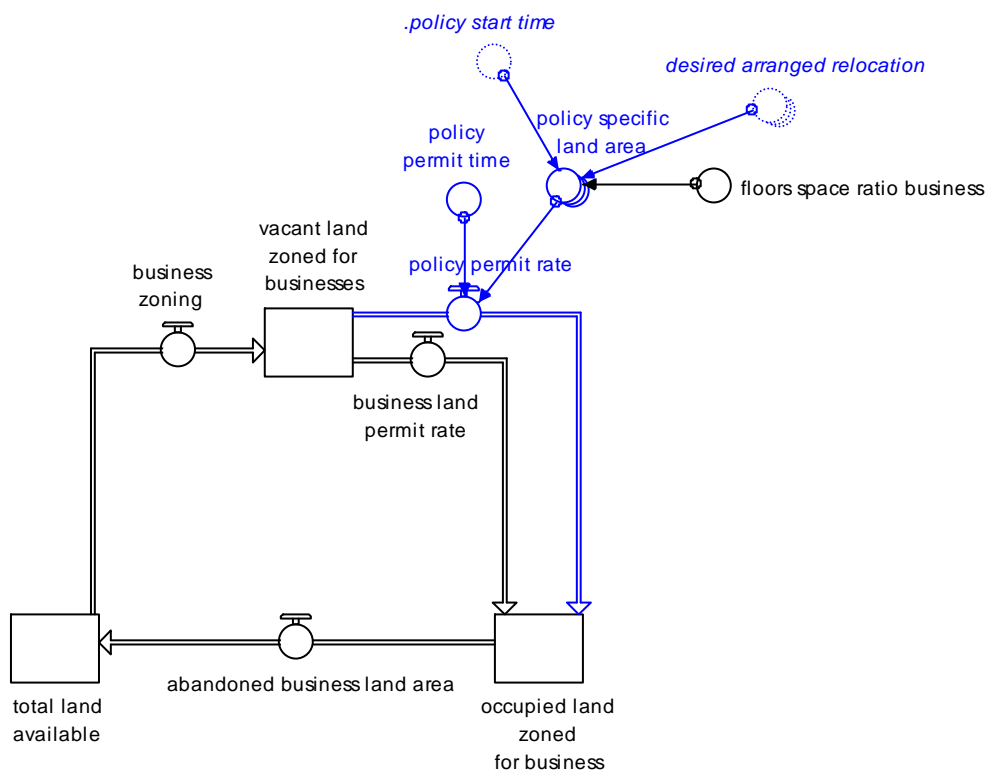 .policy start time
desired arranged relocation
policy specific
land area
policy
permit time
floors space ratio business
vacant land
zoned for
businesses
policy permit rate
business
zoning
business land
permit rate
abandoned business land area
total land
available
occupied land
zoned
for business